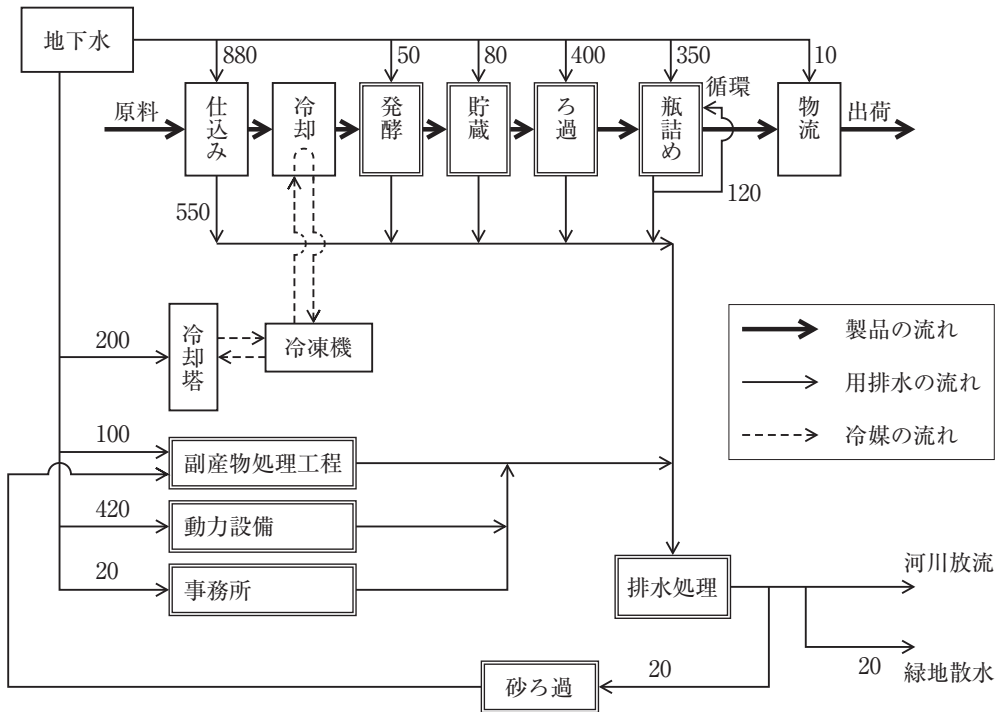 地下水
880
50
80
400
350
10
循環
原料
仕込み
冷却
発酵
貯蔵
ろ過
瓶詰め
物流
出荷
120
550
200
冷却塔
冷凍機
製品の流れ
用排水の流れ
冷媒の流れ
100
副産物処理工程
420
動力設備
20
事務所
排水処理
河川放流
20
緑地散水
20
砂ろ過